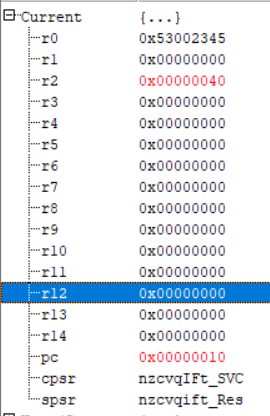 Current {...}
r0 0x53002345
r1 0x00000000
r2 0x00000040
r3 0x00000000
r4 0x00000000
r5 0x00000000
r6 0x00000000
r7 0x00000000
r8 0x00000000
r9 0x00000000
r10 0x00000000
r11 0x00000000
r12 0x00000000
r13 0x00000000
r14 0x00000000
pc 0x00000010
cpsr nzcvqIFt_SVC
spsr nzcvqift_Res